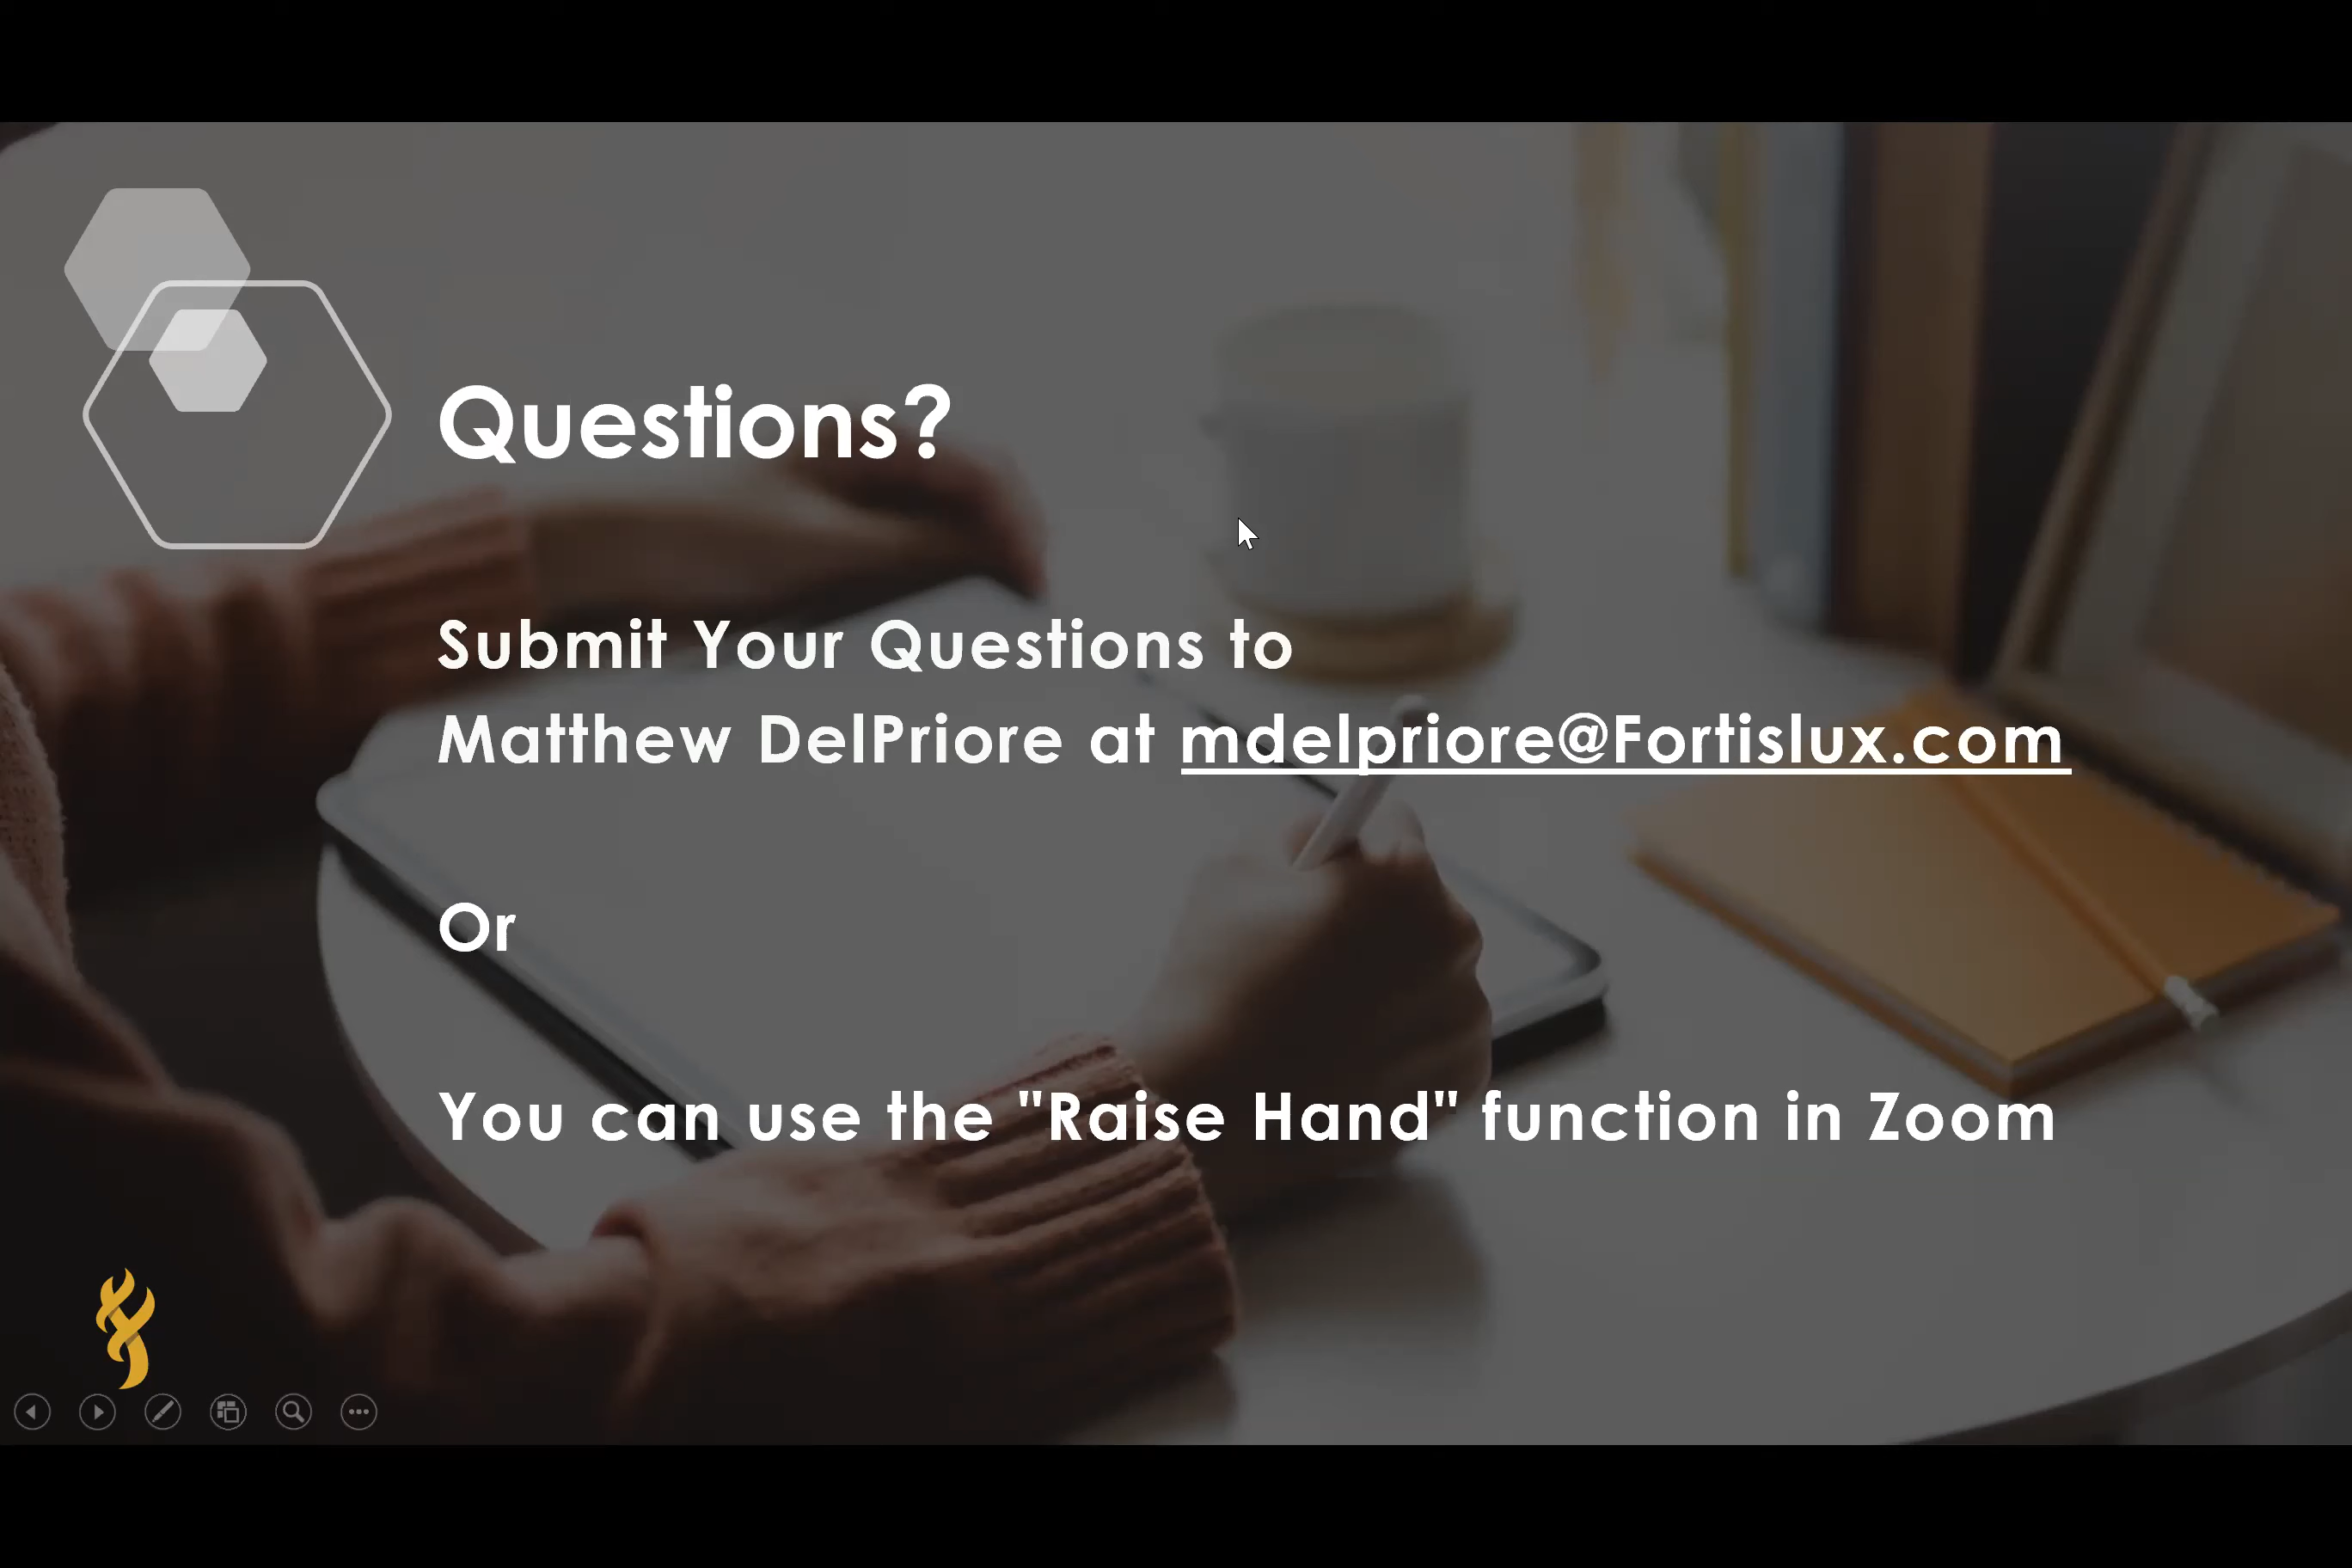 Questions?
Submit Your Questions to
Matthew DelPriore at mdelpriore@Fortislux.com
Or
You can use the "Raise Hand" function in Zoom